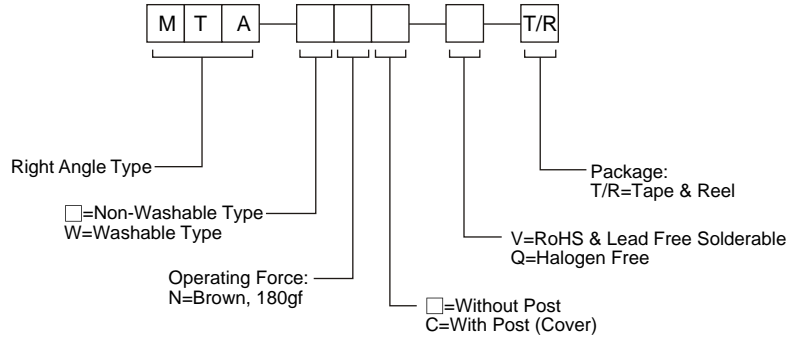 M T A T/R
Right Angle Type
□=Non-Washable Type
W=Washable Type
Operating Force:
N=Brown, 180gf
□=Without Post
C=With Post (Cover)
V=RoHS & Lead Free Solderable
Q=Halogen Free
Package:
T/R=Tape & Reel